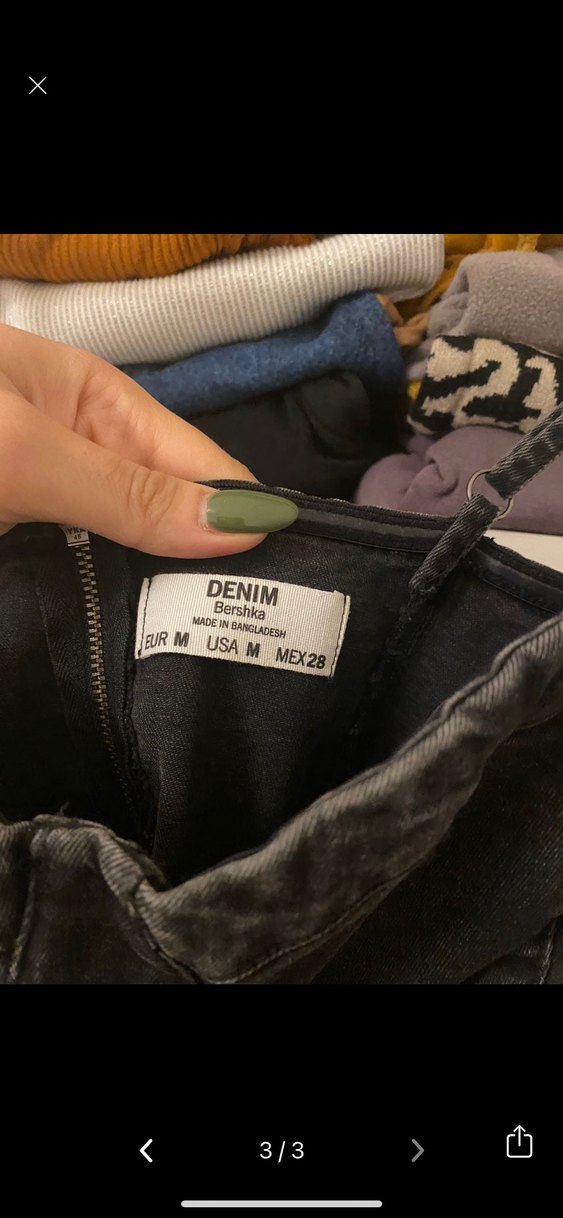 DENIM
Bershka
MADE IN BANGLADESH
EUR M USA M MEX 28
3/3